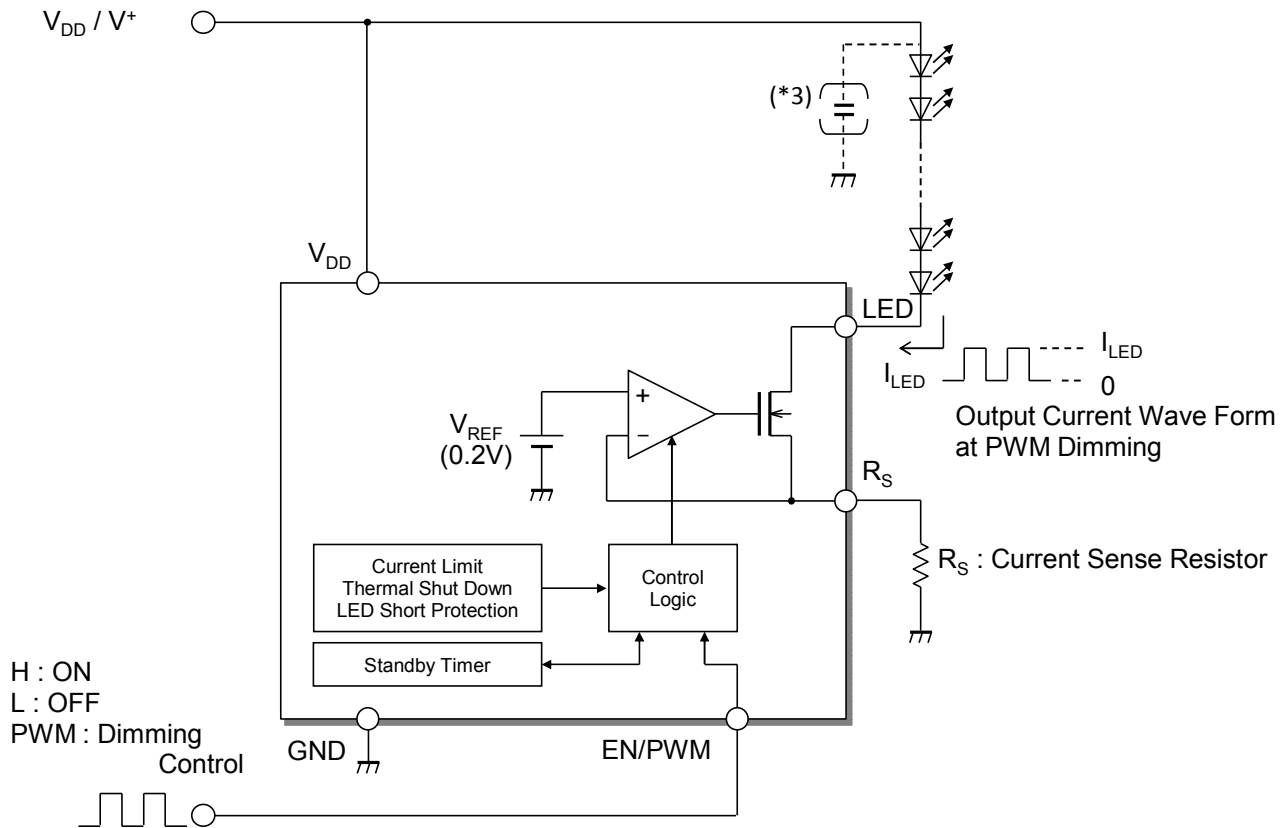 V_DD / V⁺
(*3)
V_DD
LED
I_LED
I_LED
0
Output Current Wave Form
at PWM Dimming
+
−
V_REF
(0.2V)
R_S
R_S : Current Sense Resistor
Current Limit
Thermal Shut Down
LED Short Protection
Control
Logic
Standby Timer
H : ON
L : OFF
PWM : Dimming
Control
GND
EN/PWM